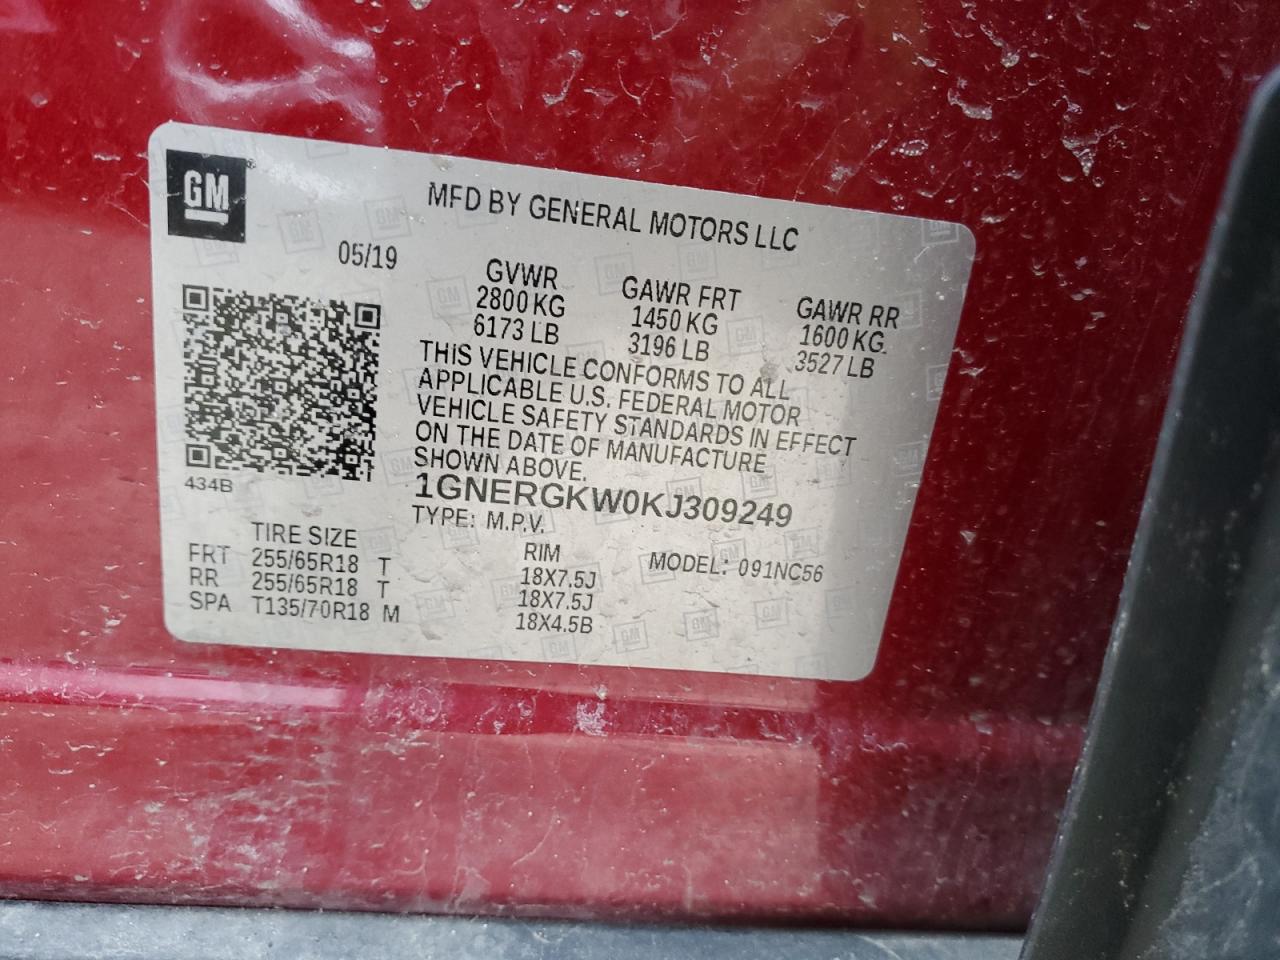 GM
MFD BY GENERAL MOTORS LLC
05/19
GVWR GAWR FRT GAWR RR
2800 KG 1450 KG 1600 KG
6173 LB 3196 LB 3527 LB
THIS VEHICLE CONFORMS TO ALL
APPLICABLE U.S. FEDERAL MOTOR
VEHICLE SAFETY STANDARDS IN EFFECT
ON THE DATE OF MANUFACTURE
SHOWN ABOVE.
434B
1GNERGKW0KJ309249
TYPE: M.P.V.
TIRE SIZE RIM MODEL: 091NC56
FRT 255/65R18 T 18X7.5J
RR 255/65R18 T 18X7.5J
SPA T135/70R18 M 18X4.5B